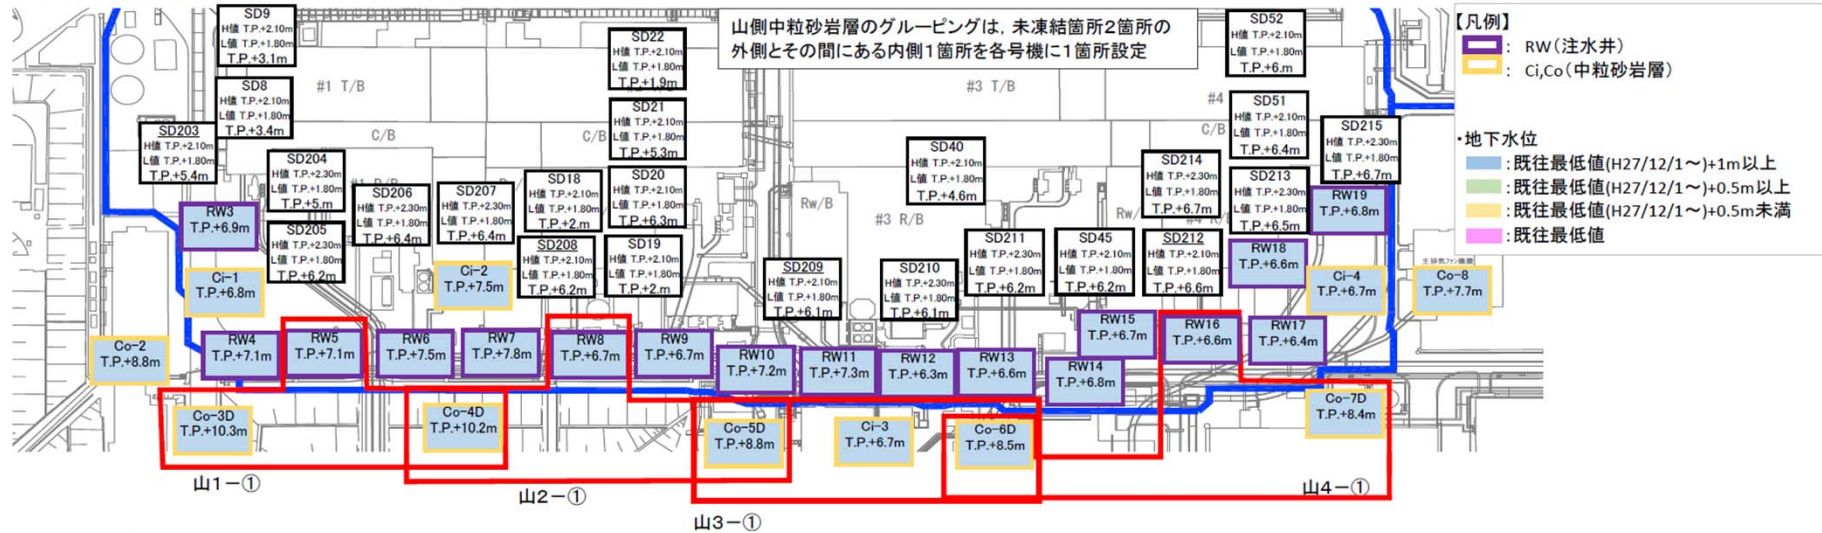 SD9
H値 T.P.+2.10m
L値 T.P.+1.80m
T.P.+3.1m
SD8
H値 T.P.+2.10m
L値 T.P.+1.80m
T.P.+3.4m
SD203
H値 T.P.+2.10m
L値 T.P.+1.80m
T.P.+5.4m
SD204
H値 T.P.+2.30m
L値 T.P.+1.80m
T.P.+5.m
SD205
H値 T.P.+2.30m
L値 T.P.+1.80m
T.P.+6.2m
SD206
H値 T.P.+2.30m
L値 T.P.+1.80m
T.P.+6.4m
SD207
H値 T.P.+2.30m
L値 T.P.+1.80m
T.P.+6.4m
SD18
H値 T.P.+2.10m
L値 T.P.+1.80m
T.P.+2.m
SD208
H値 T.P.+2.10m
L値 T.P.+1.80m
T.P.+6.2m
SD22
H値 T.P.+2.10m
L値 T.P.+1.80m
T.P.+1.9m
SD21
H値 T.P.+2.10m
L値 T.P.+1.80m
T.P.+5.3m
SD20
H値 T.P.+2.10m
L値 T.P.+1.80m
T.P.+6.3m
SD19
H値 T.P.+2.10m
L値 T.P.+1.80m
T.P.+2.m
山側中粒砂岩層のグルーピングは,未凍結箇所2箇所の
外側とその間にある内側1箇所を各号機に1箇所設定
SD209
H値 T.P.+2.10m
L値 T.P.+1.80m
T.P.+6.1m
SD210
H値 T.P.+2.30m
L値 T.P.+1.80m
T.P.+6.1m
SD40
H値 T.P.+2.10m
L値 T.P.+1.80m
T.P.+4.6m
SD211
H値 T.P.+2.30m
L値 T.P.+1.80m
T.P.+6.2m
SD45
H値 T.P.+2.10m
L値 T.P.+1.80m
T.P.+6.2m
SD212
H値 T.P.+2.10m
L値 T.P.+1.80m
T.P.+6.6m
SD214
H値 T.P.+2.30m
L値 T.P.+1.80m
T.P.+6.7m
SD52
H値 T.P.+2.10m
L値 T.P.+1.80m
T.P.+6.m
SD51
H値 T.P.+2.10m
L値 T.P.+1.80m
T.P.+6.4m
SD213
H値 T.P.+2.30m
L値 T.P.+1.80m
T.P.+6.5m
SD215
H値 T.P.+2.30m
L値 T.P.+1.80m
T.P.+6.7m
#1 T/B
C/B
C/B
#3 T/B
#4
C/B
Rw/B
#3 R/B
Rw/
RW3
T.P.+6.9m
Ci-1
T.P.+6.8m
Ci-2
T.P.+7.5m
RW19
T.P.+6.8m
RW18
T.P.+6.6m
Ci-4
T.P.+6.7m
Co-8
T.P.+7.7m
Co-2
T.P.+8.8m
RW4
T.P.+7.1m
RW5
T.P.+7.1m
RW6
T.P.+7.5m
RW7
T.P.+7.8m
RW8
T.P.+6.7m
RW9
T.P.+6.7m
RW10
T.P.+7.2m
RW11
T.P.+7.3m
RW12
T.P.+6.3m
RW13
T.P.+6.6m
RW14
T.P.+6.8m
RW15
T.P.+6.7m
RW16
T.P.+6.6m
RW17
T.P.+6.4m
Co-3D
T.P.+10.3m
Co-4D
T.P.+10.2m
Co-5D
T.P.+8.8m
Ci-3
T.P.+6.7m
Co-6D
T.P.+8.5m
Co-7D
T.P.+8.4m
山1-①
山2-①
山3-①
山4-①
【凡例】
: RW(注水井)
: Ci,Co(中粒砂岩層)
・地下水位
:既往最低値(H27/12/1〜)+1m以上
:既往最低値(H27/12/1〜)+0.5m以上
:既往最低値(H27/12/1〜)+0.5m未満
:既往最低値